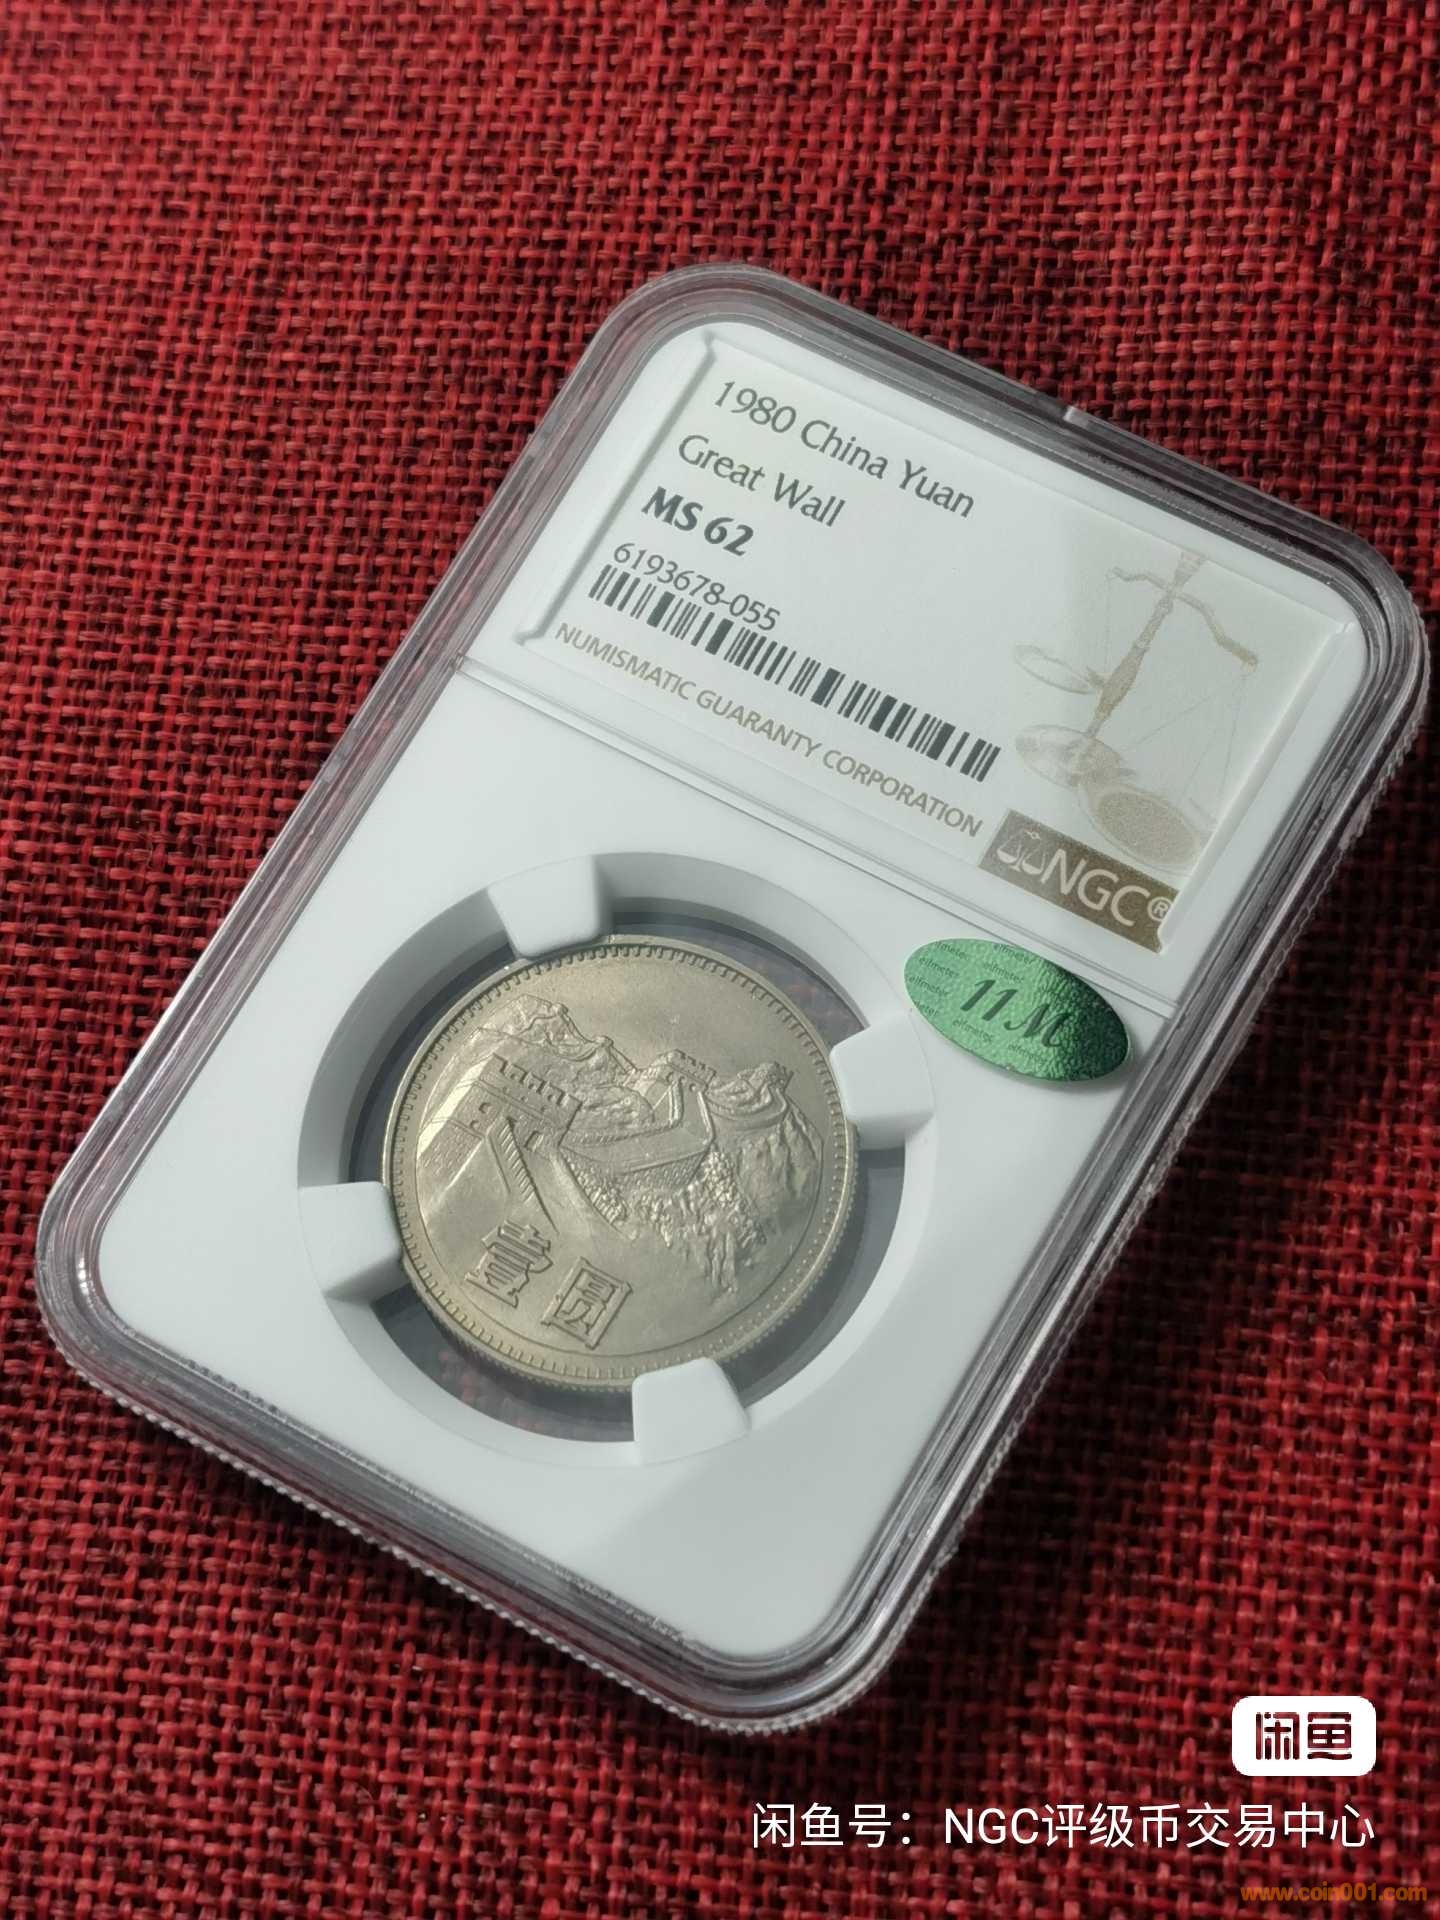 1980 China Yuan
Great Wall
MS 62
6193678-055
NUMISMATIC GUARANTY CORPORATION
NGC®
11M
壹圆
闲鱼
闲鱼号：NGC评级币交易中心
www.coin001.com